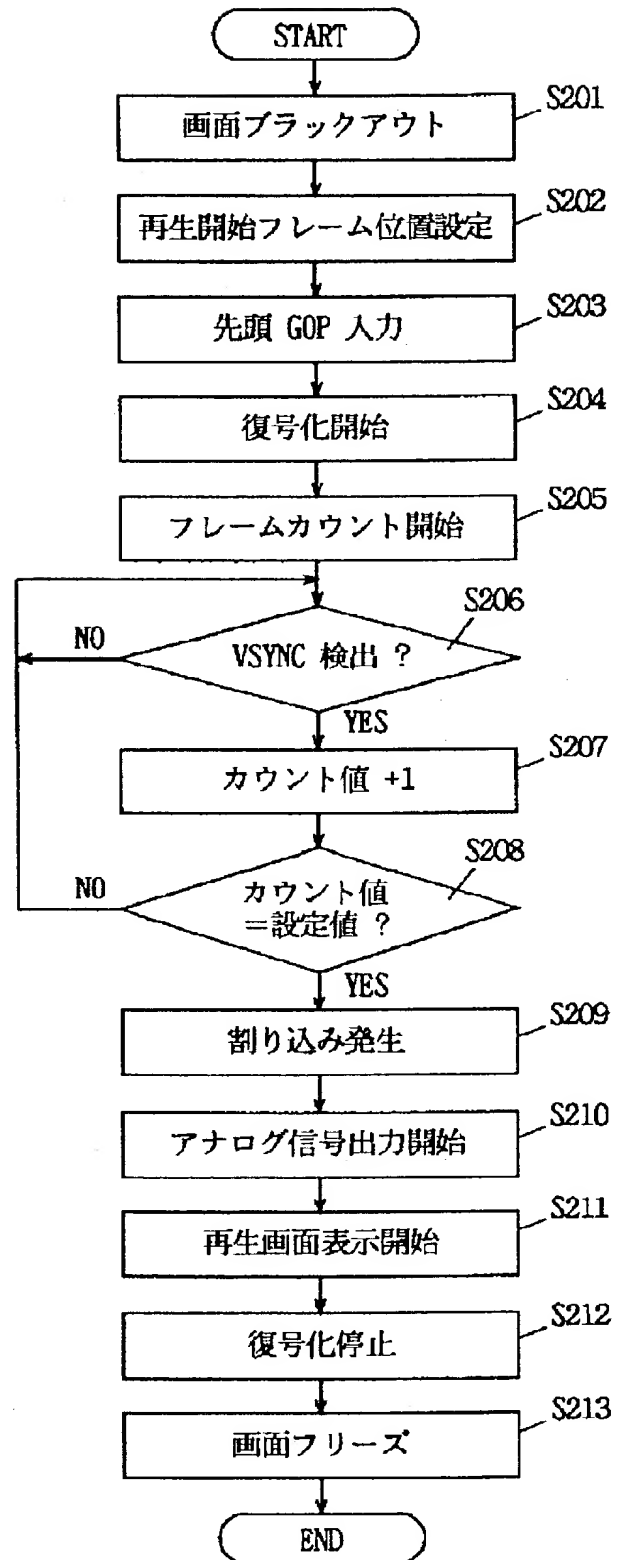 START
画面ブラックアウト
S201
再生開始フレーム位置設定
S202
先頭 GOP 入力
S203
復号化開始
S204
フレームカウント開始
S205
S206
NO
VSYNC 検出 ?
YES
カウント値 +1
S207
S208
NO
カウント値
=設定値 ?
YES
割り込み発生
S209
アナログ信号出力開始
S210
再生画面表示開始
S211
復号化停止
S212
画面フリーズ
S213
END